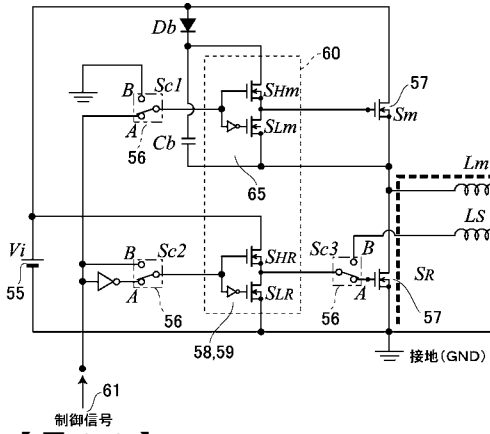 Db
60
B
Sc1
SHm
57
Sm
A
56
Cb
SLm
65
Lm
LS
Vi
55
B
Sc2
SHR
Sc3
B
A
56
SLR
A
56
SR
57
58,59
接地(GND)
61
制御信号